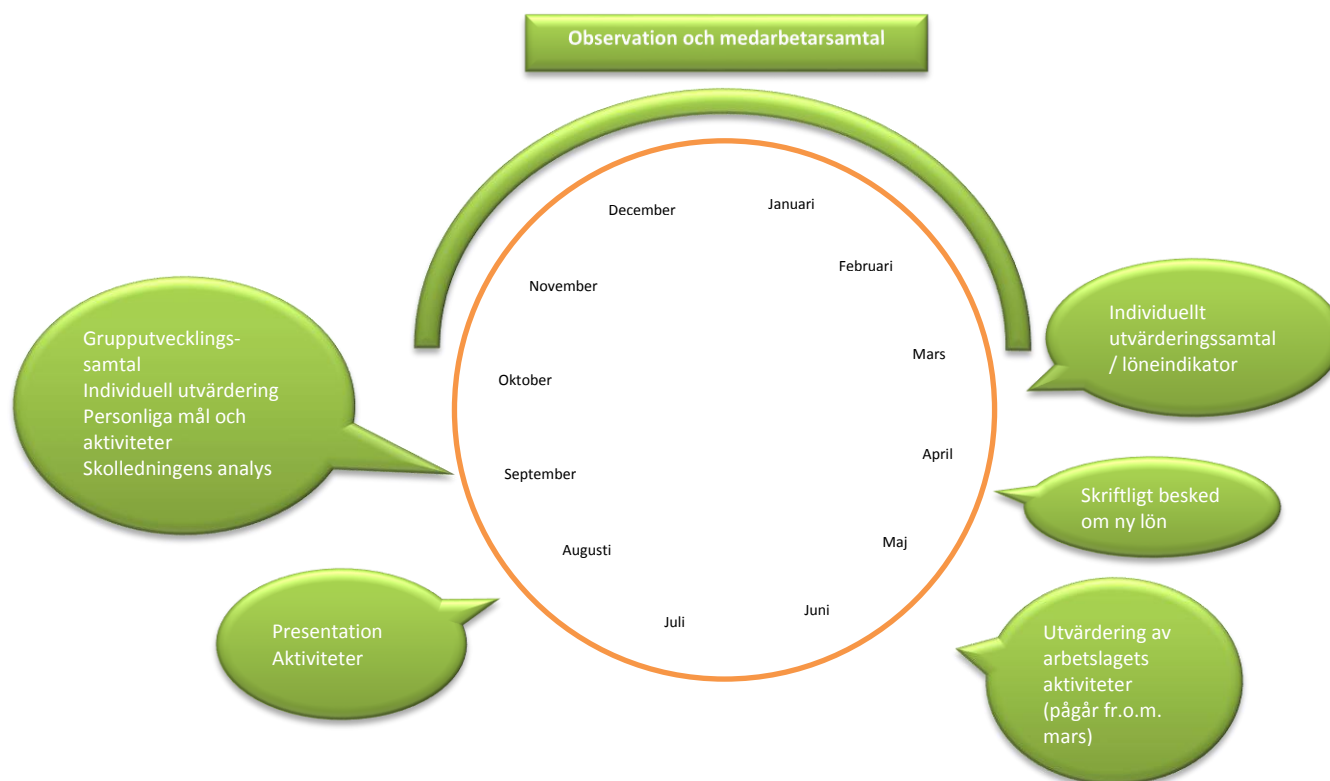 Observation och medarbetarsamtal
December
Januari
November
Februari
Oktober
Mars
September
April
Augusti
Maj
Juli
Juni
Grupputvecklings-
samtal
Individuell utvärdering
Personliga mål och
aktiviteter
Skolledningens analys
Individuellt
utvärderingssamtal
/ löneindikator
Skriftligt besked
om ny lön
Presentation
Aktiviteter
Utvärdering av
arbetslagets
aktiviteter
(pågår fr.o.m.
mars)